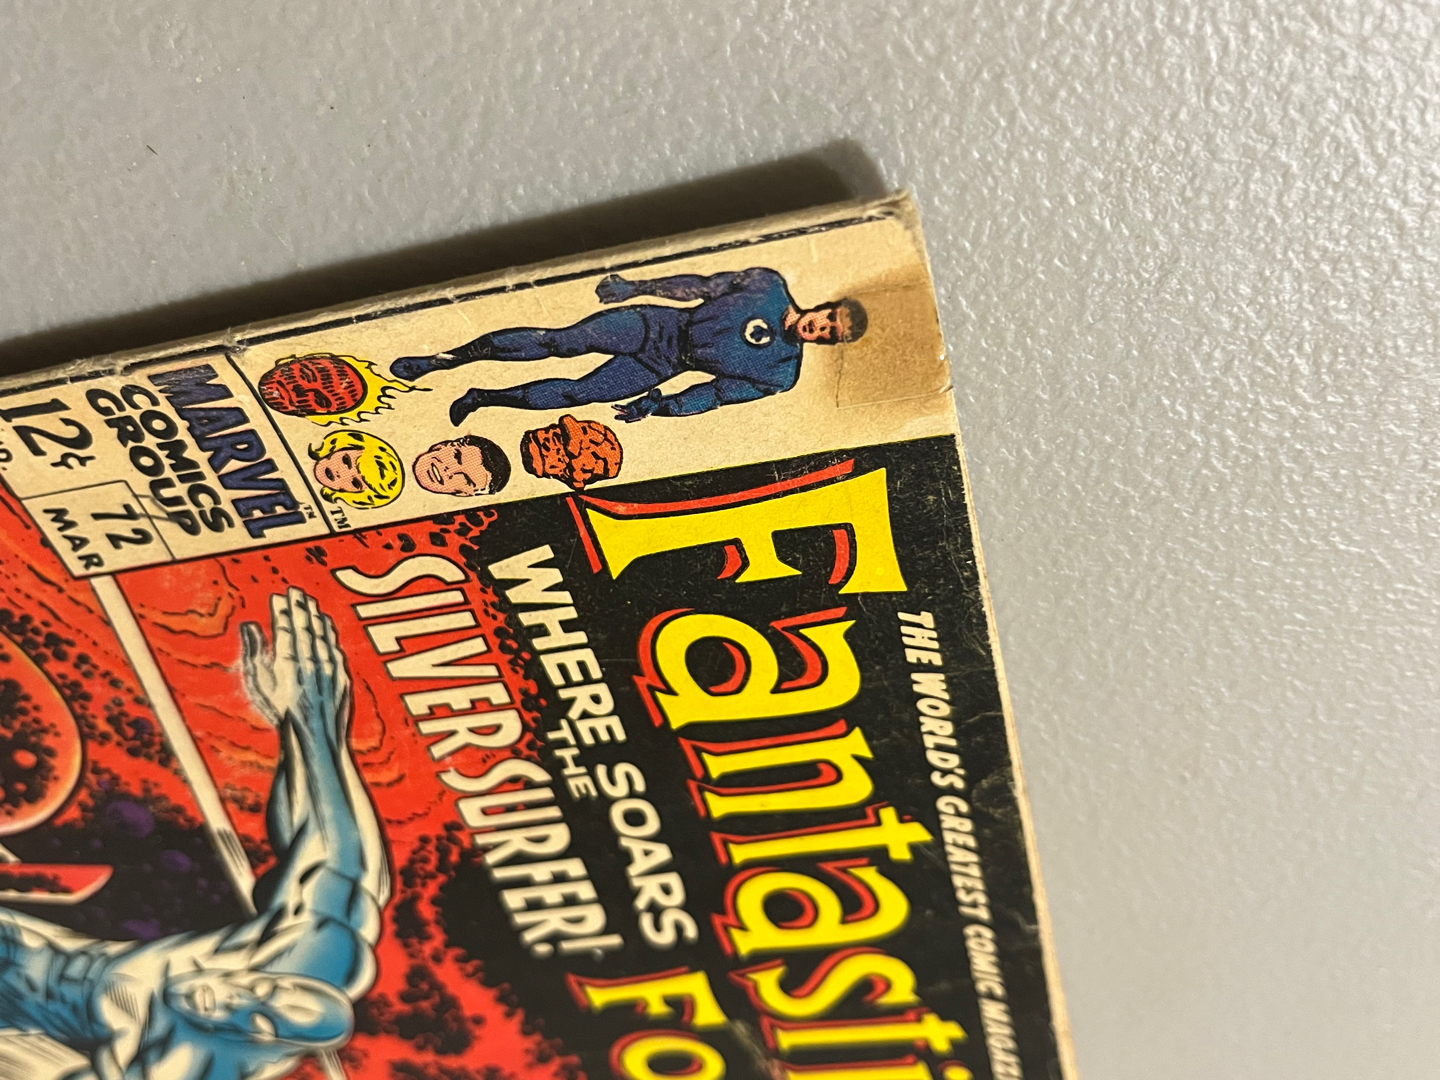 THE WORLD'S GREATEST COMIC MAGAZ
Fantasti
Fo
WHERE SOARS
THE
SILVER SURFER!
TM
MARVEL
TM
COMICS
GROUP
12¢
72
MAR
NO.